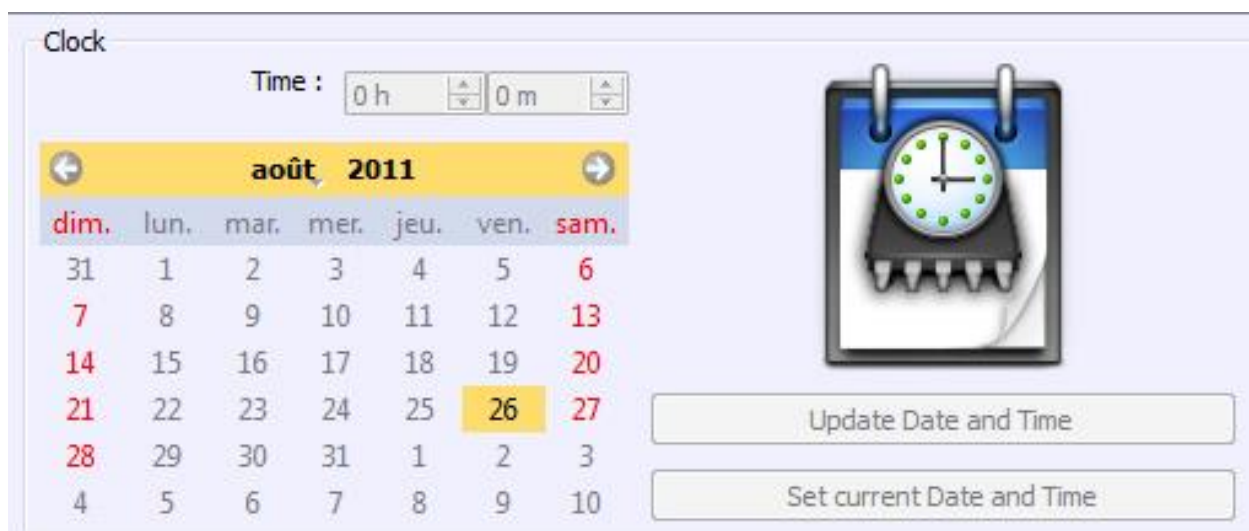 Clock
Time : 0 h 0 m
août 2011
dim. lun. mar. mer. jeu. ven. sam.
31 1 2 3 4 5 6
7 8 9 10 11 12 13
14 15 16 17 18 19 20
21 22 23 24 25 26 27
28 29 30 31 1 2 3
4 5 6 7 8 9 10
Update Date and Time
Set current Date and Time